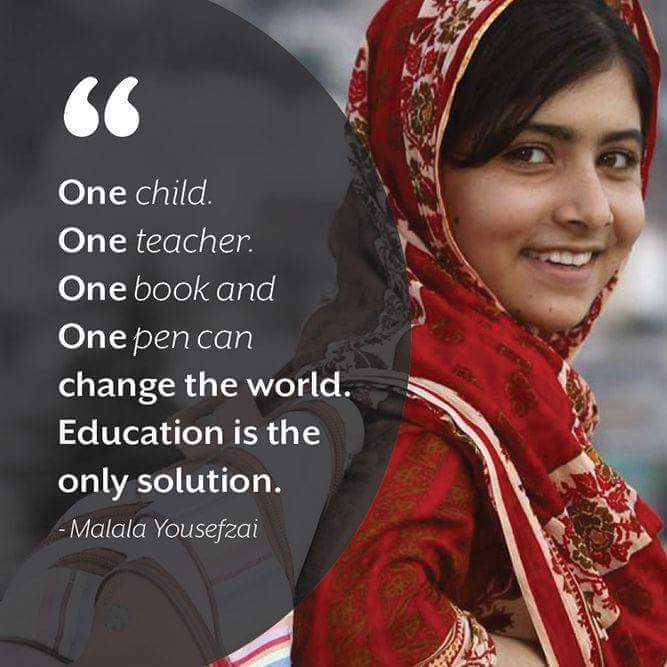 “
One child.
One teacher.
One book and
One pen can
change the world.
Education is the
only solution.
- Malala Yousefzai